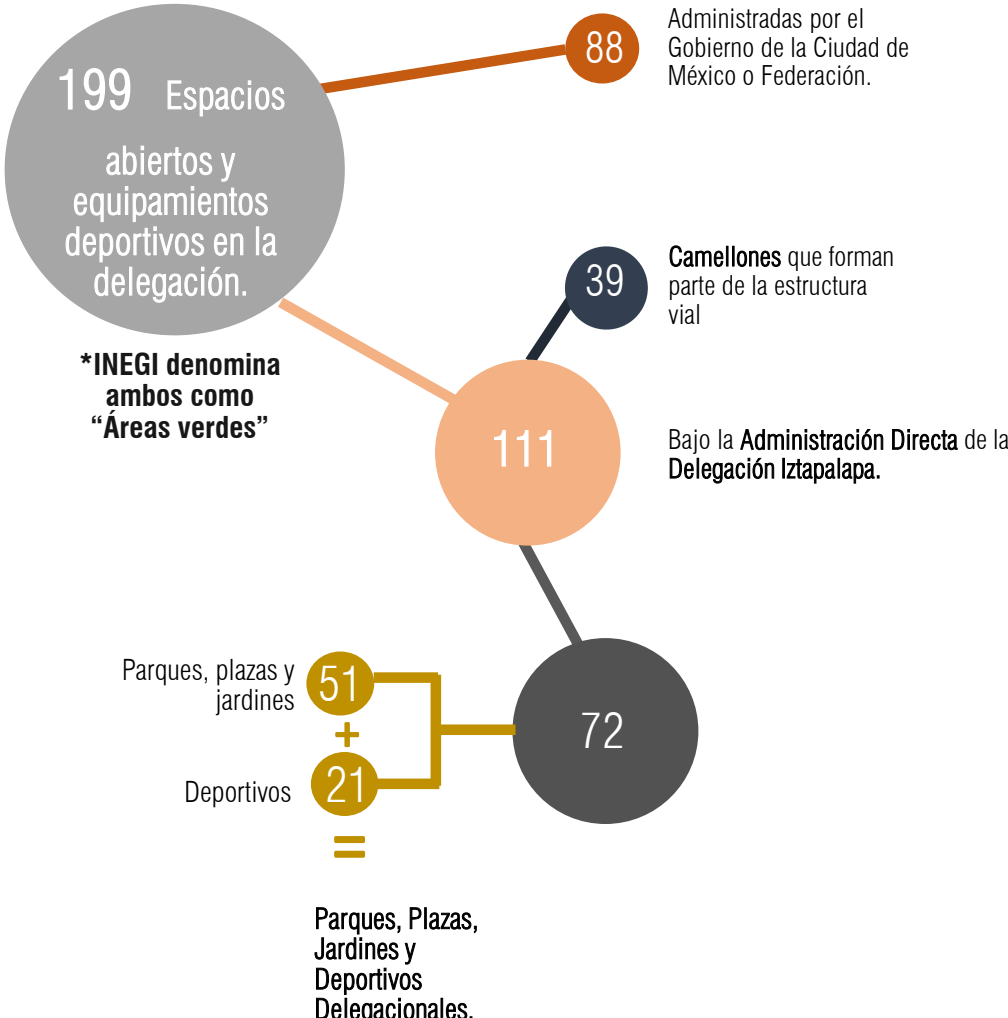 199 Espacios
abiertos y
equipamientos
deportivos en la
delegación.
*INEGI denomina
ambos como
“Áreas verdes”
88
Administradas por el
Gobierno de la Ciudad de
México o Federación.
39
Camellones que forman
parte de la estructura
vial
111
Bajo la Administración Directa de la
Delegación Iztapalapa.
72
Parques, plazas y
jardines
51
+
Deportivos
21
=
Parques, Plazas,
Jardines y
Deportivos
Delegacionales.